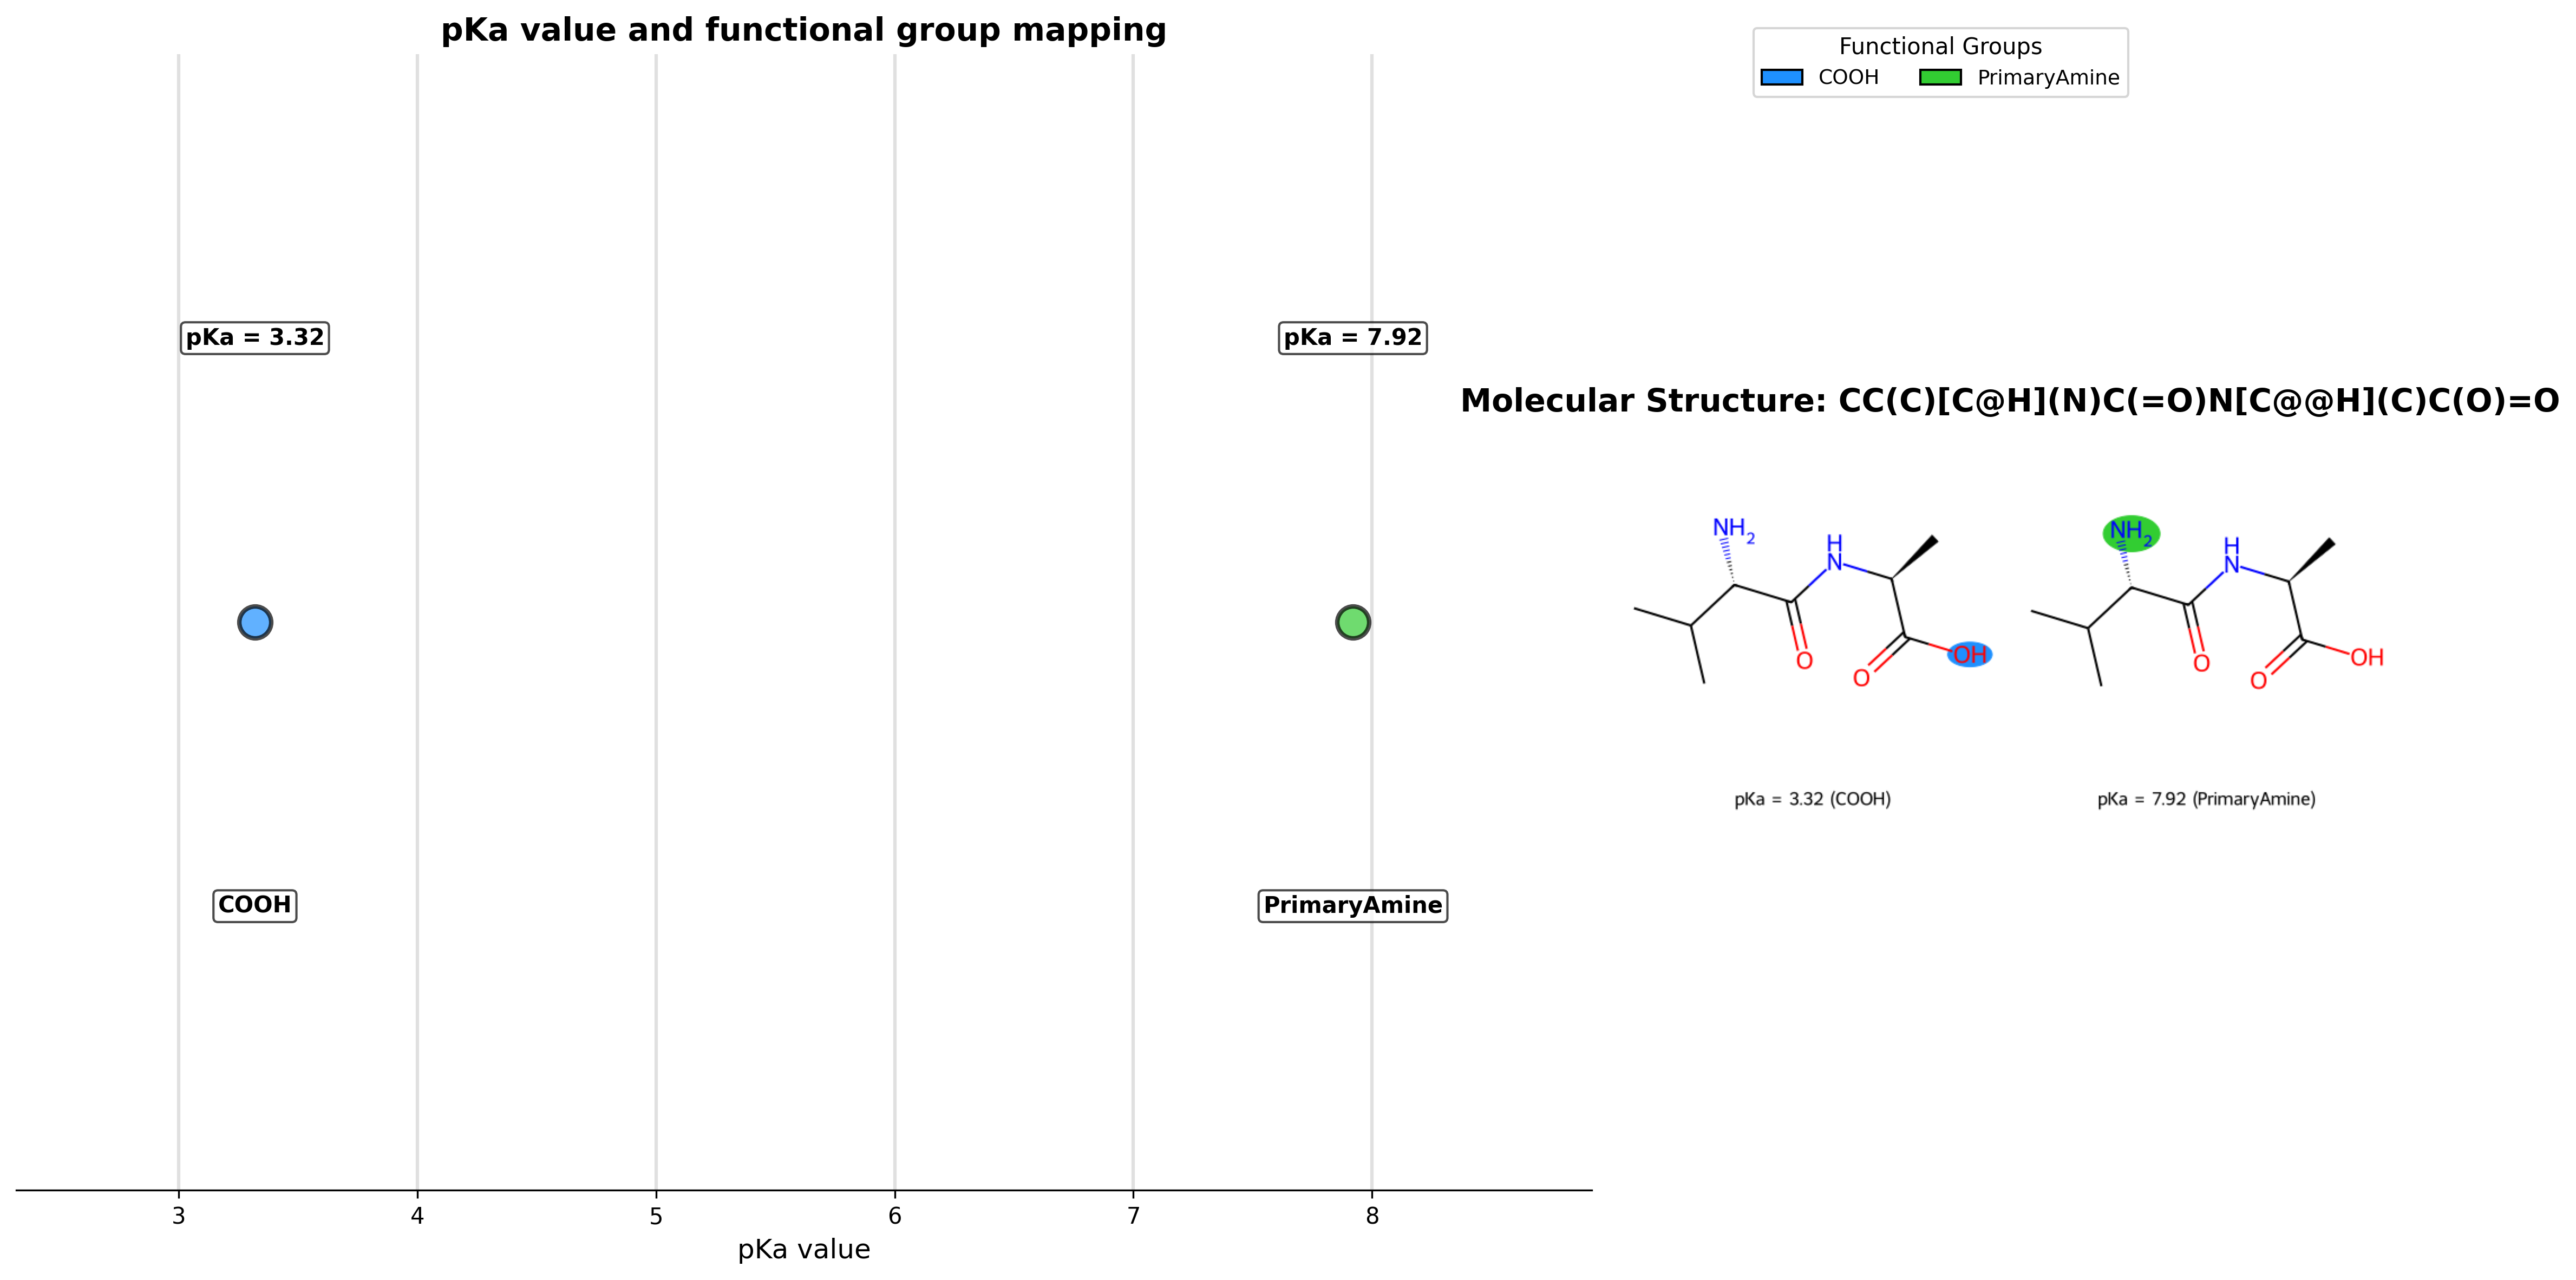 pKa value and functional group mapping
Functional Groups
COOH
PrimaryAmine
pKa = 3.32
pKa = 7.92
Molecular Structure: CC(C)[C@H](N)C(=O)N[C@@H](C)C(O)=O
NH2
H
N
O
O
OH
NH2
H
N
O
O
OH
pKa = 3.32 (COOH)
pKa = 7.92 (PrimaryAmine)
COOH
PrimaryAmine
3 4 5 6 7 8
pKa value